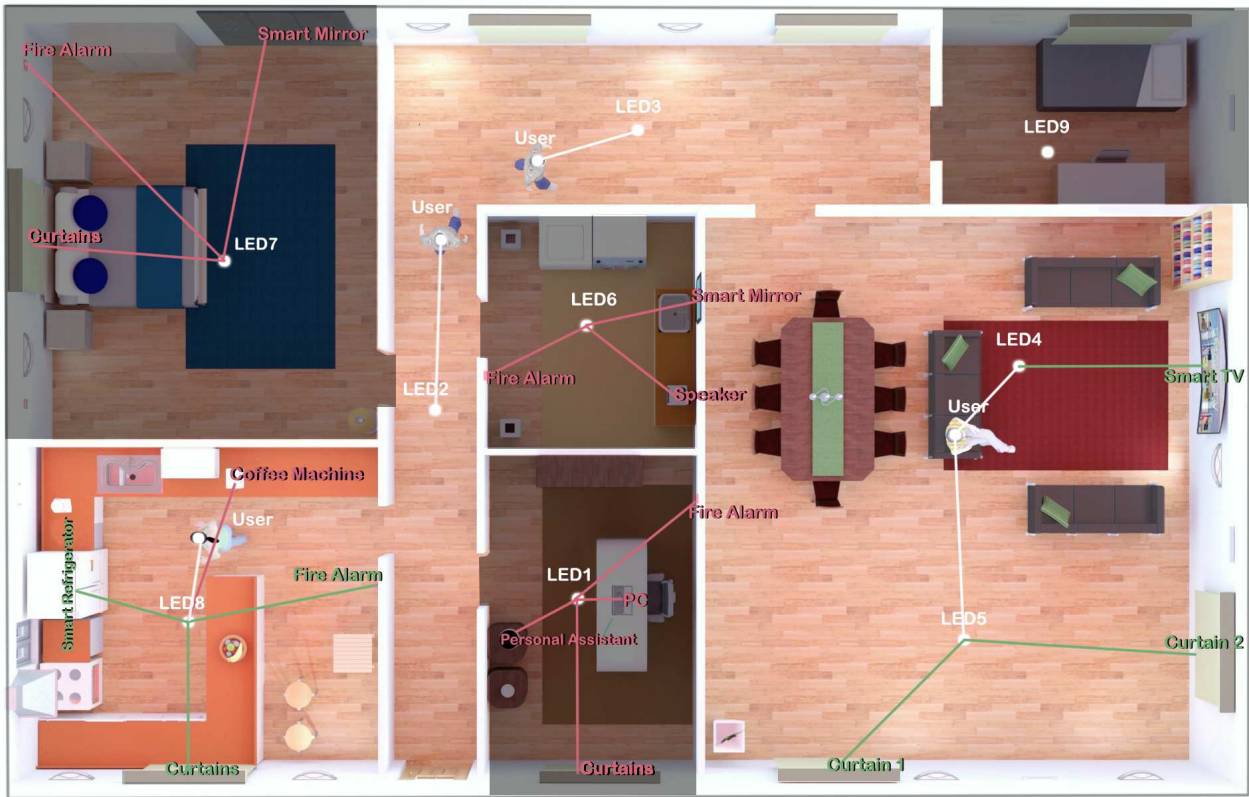 Smart Mirror
Fire Alarm
LED3
User
LED9
User
Curtains
LED7
LED6
Smart Mirror
LED4
Smart TV
Fire Alarm
LED2
Speaker
User
Coffee Machine
User
Fire Alarm
Smart Refrigerator
Fire Alarm
LED1
PC
LED8
Personal Assistant
LED5
Curtain 2
Curtains
Curtains
Curtain 1